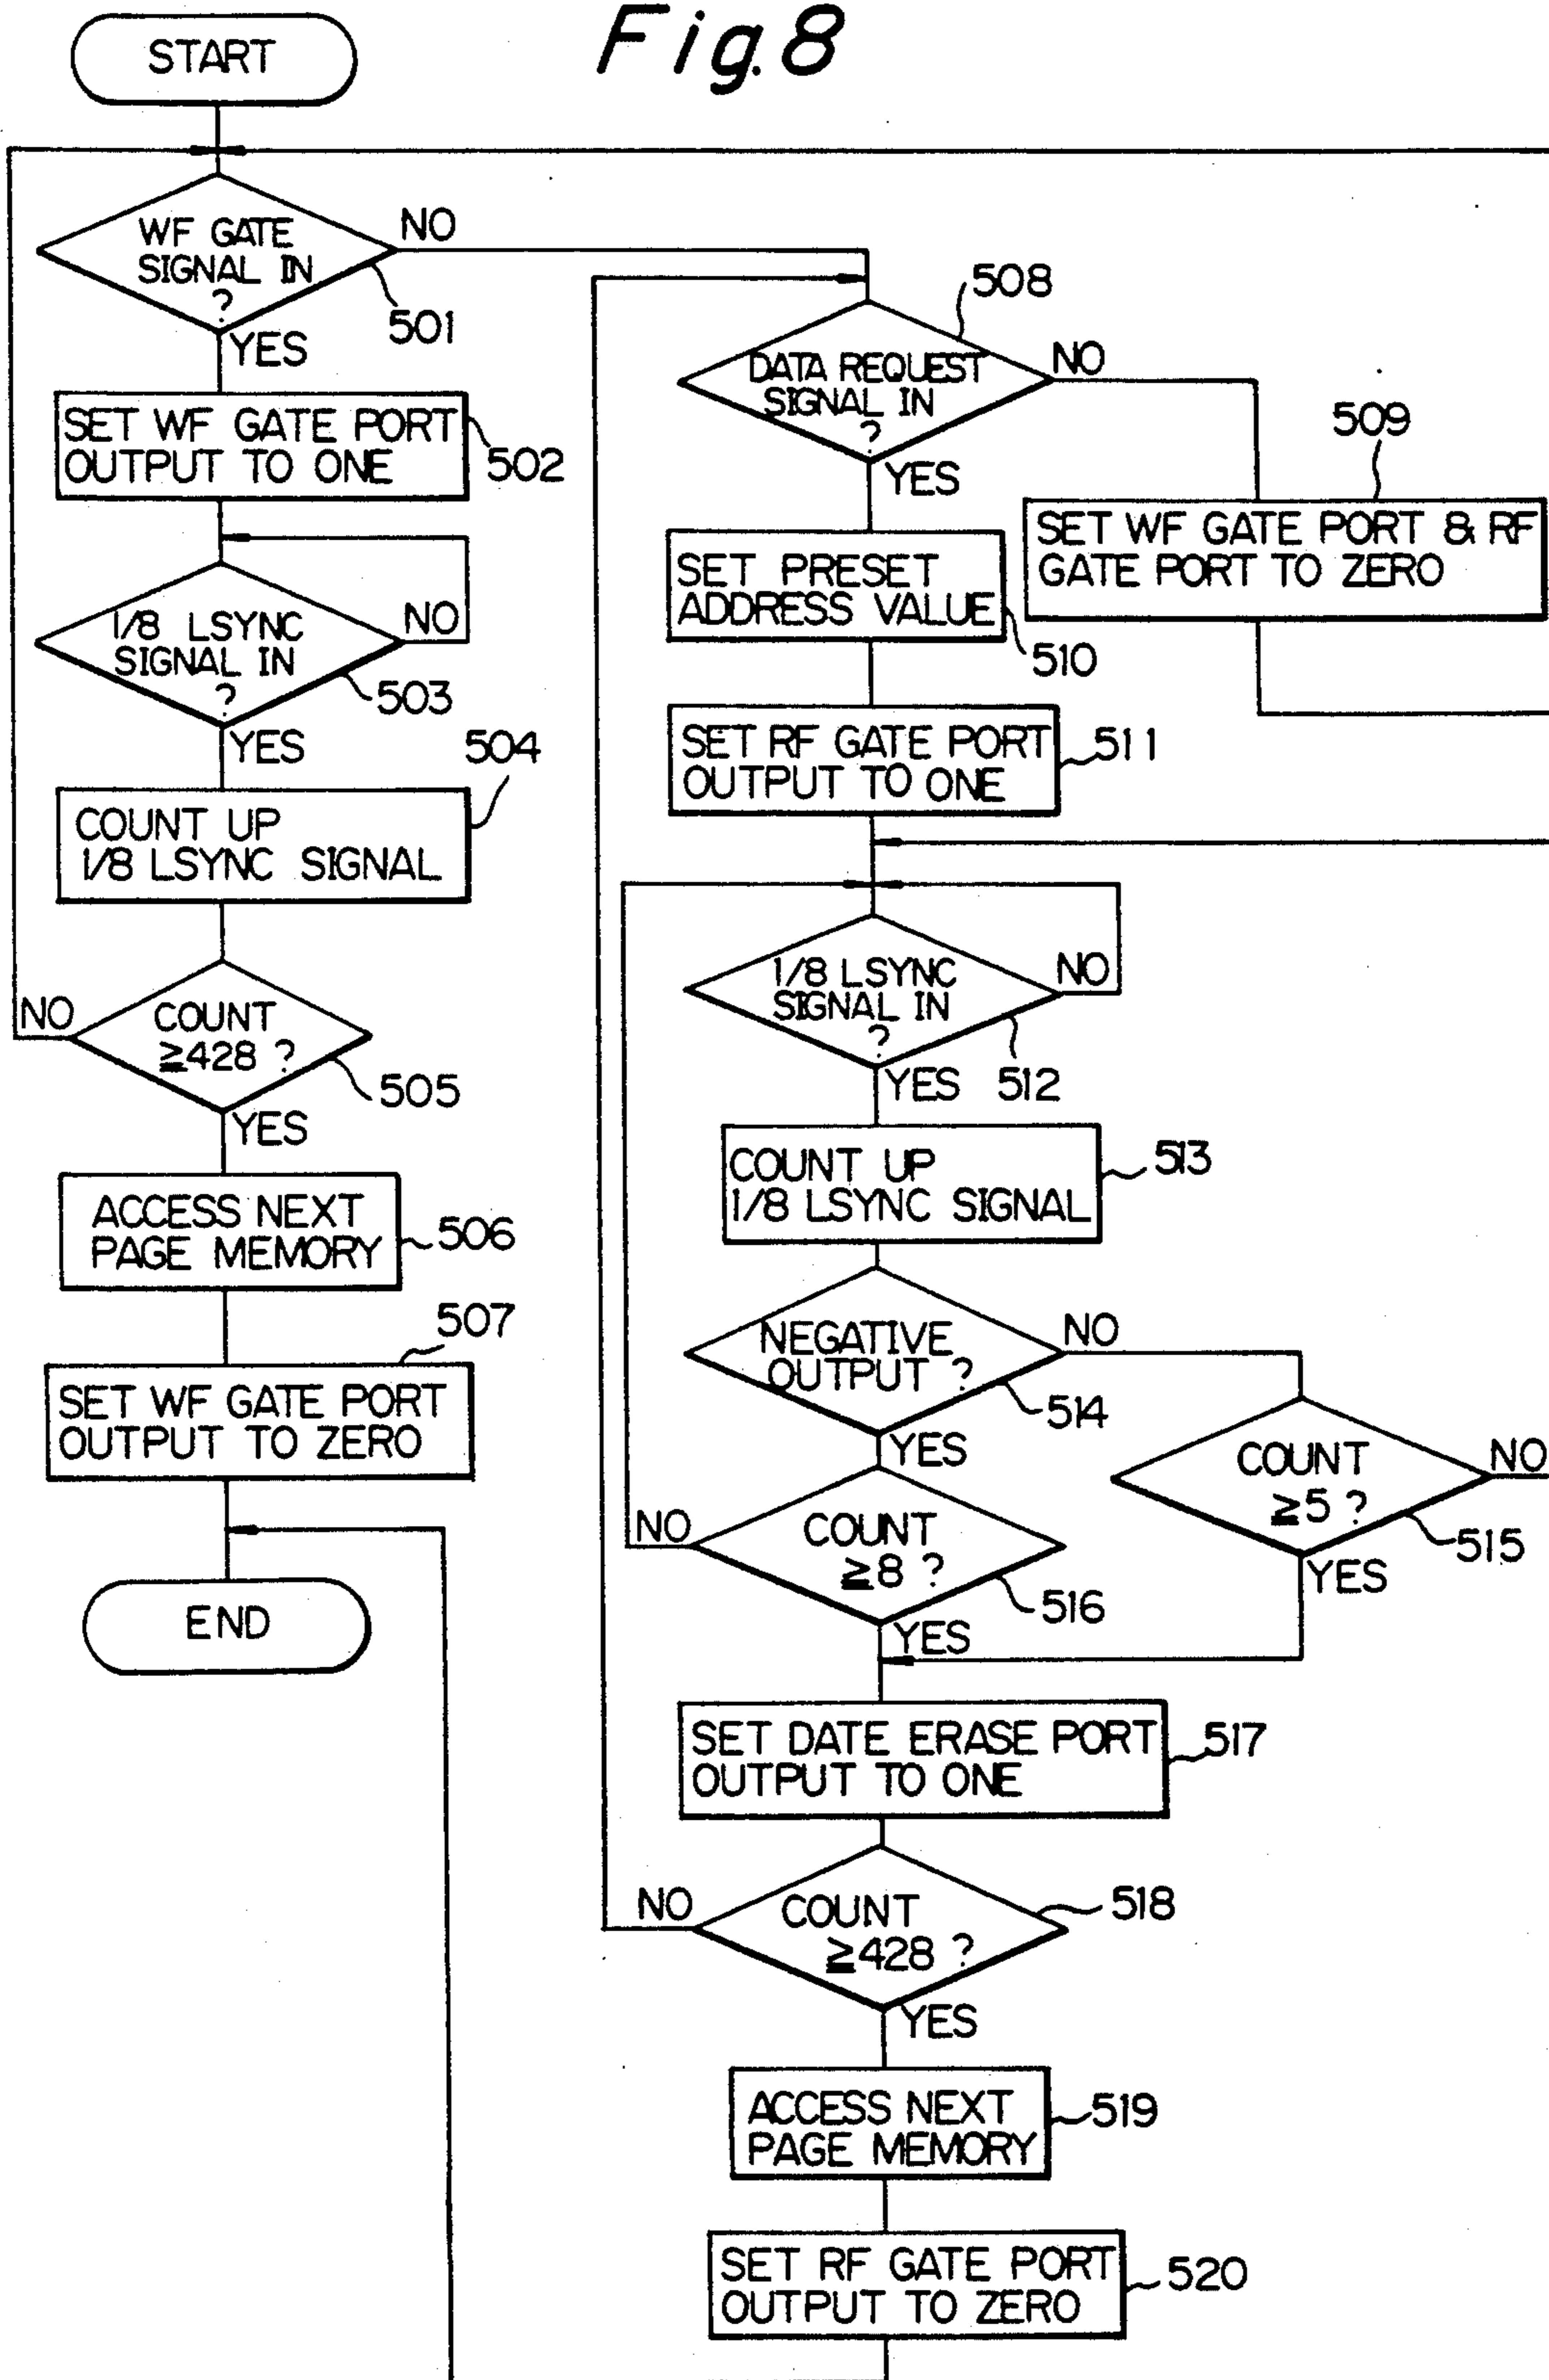 Fig. 8
START
WF GATE
SIGNAL IN
?
NO
501
YES
SET WF GATE PORT
OUTPUT TO ONE
502
1/8 LSYNC
SIGNAL IN
?
NO
503
YES
504
COUNT UP
1/8 LSYNC SIGNAL
NO
COUNT
≧428 ?
505
YES
ACCESS NEXT
PAGE MEMORY
506
507
SET WF GATE PORT
OUTPUT TO ZERO
END
508
DATA REQUEST
SIGNAL IN
?
NO
YES
509
SET WF GATE PORT & RF
GATE PORT TO ZERO
SET PRESET
ADDRESS VALUE
510
SET RF GATE PORT
OUTPUT TO ONE
511
1/8 LSYNC
SIGNAL IN
?
NO
YES
512
COUNT UP
1/8 LSYNC SIGNAL
513
NEGATIVE
OUTPUT ?
NO
514
YES
COUNT
≧5 ?
NO
515
YES
NO
COUNT
≧8 ?
516
YES
SET DATE ERASE PORT
OUTPUT TO ONE
517
NO
COUNT
≧428 ?
518
YES
ACCESS NEXT
PAGE MEMORY
519
SET RF GATE PORT
OUTPUT TO ZERO
520